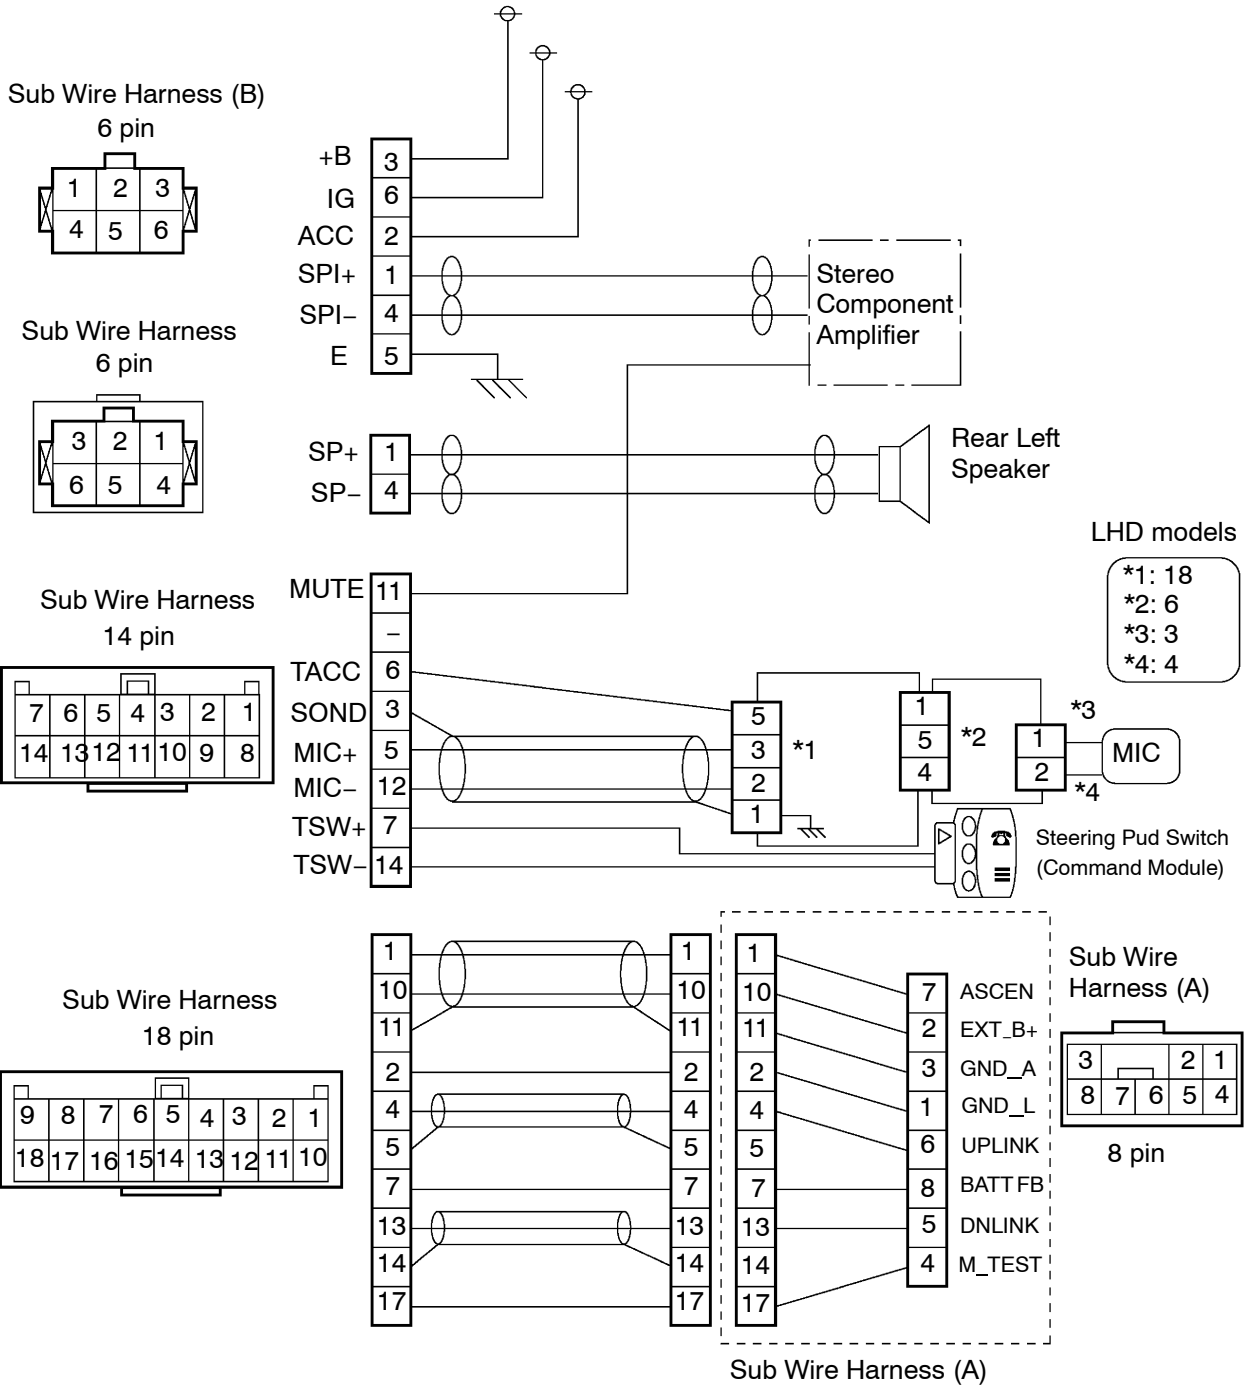 Sub Wire Harness (B)
6 pin
1 2 3
4 5 6
+B 3
IG 6
ACC 2
SPI+ 1
SPI− 4
E 5
Stereo
Component
Amplifier
Sub Wire Harness
6 pin
3 2 1
6 5 4
SP+ 1
SP− 4
Rear Left
Speaker
LHD models
*1: 18
*2: 6
*3: 3
*4: 4
Sub Wire Harness
14 pin
7 6 5 4 3 2 1
14 13 12 11 10 9 8
MUTE 11
−
TACC 6
SOND 3
MIC+ 5
MIC− 12
TSW+ 7
TSW− 14
5
3
2
1
*1
1
5
4
*2
1
2
*3
*4
MIC
Steering Pud Switch
(Command Module)
Sub Wire Harness
18 pin
9 8 7 6 5 4 3 2 1
18 17 16 15 14 13 12 11 10
1
10
11
2
4
5
7
13
14
17
1
10
11
2
4
5
7
13
14
17
1
10
11
2
4
5
7
13
14
17
7 ASCEN
2 EXT_B+
3 GND_A
1 GND_L
6 UPLINK
8 BATT FB
5 DNLINK
4 M_TEST
Sub Wire
Harness (A)
3 2 1
8 7 6 5 4
8 pin
Sub Wire Harness (A)